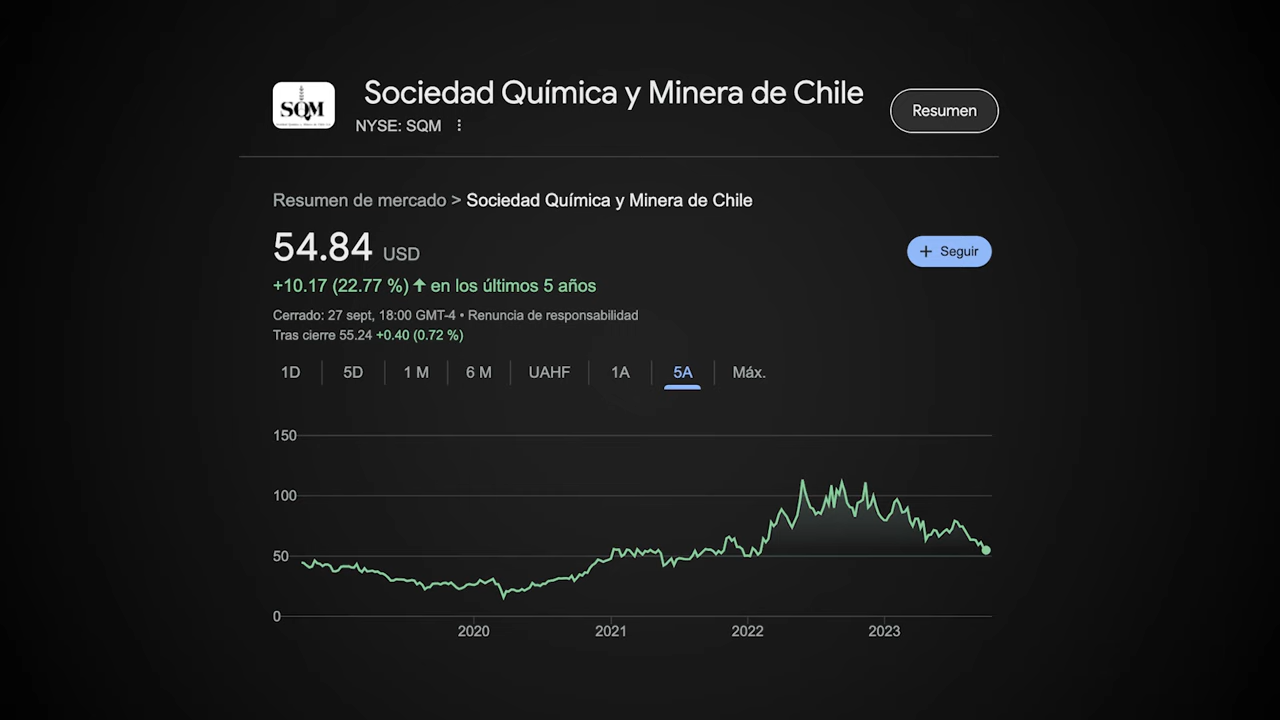 Sociedad Química y Minera de Chile
SQM
NYSE: SQM
Resumen
Resumen de mercado > Sociedad Química y Minera de Chile
54.84 USD
+ Seguir
+10.17 (22.77 %) ↑ en los últimos 5 años
Cerrado: 27 sept, 18:00 GMT-4 • Renuncia de responsabilidad
Tras cierre 55.24 +0.40 (0.72 %)
1D 5D 1 M 6 M UAHF 1A 5A Máx.
150
100
50
0
2020 2021 2022 2023